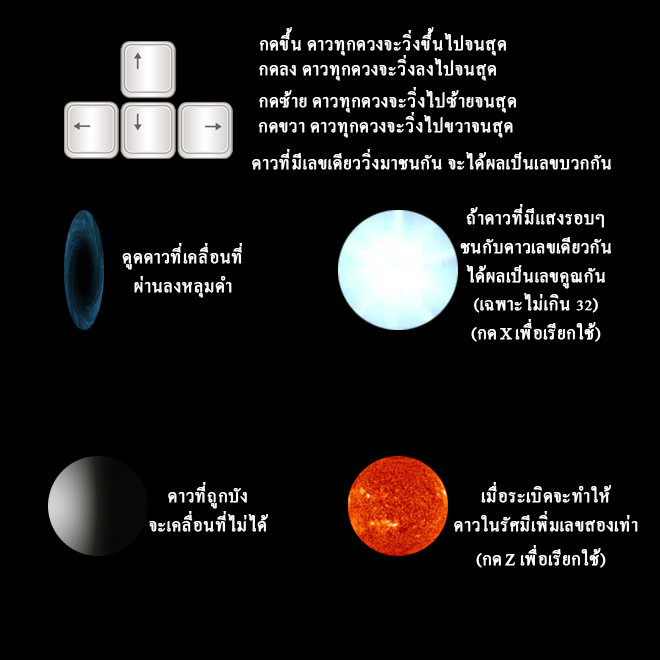 กดขึ้น ดาวทุกดวงจะวิ่งขึ้นไปจนสุด
กดลง ดาวทุกดวงจะวิ่งลงไปจนสุด
กดซ้าย ดาวทุกดวงจะวิ่งไปซ้ายจนสุด
กดขวา ดาวทุกดวงจะวิ่งไปขวาจนสุด
ดาวที่มีเลขเดียววิ่งมาชนกัน จะได้ผลเป็นเลขบวกกัน
ดูดดาวที่เคลื่อนที่
ผ่านลงหลุมดำ
ถ้าดาวที่มีแสงรอบๆ
ชนกับดาวเลขเดียวกัน
ได้ผลเป็นเลขคูณกัน
(เฉพาะไม่เกิน 32)
(กด X เพื่อเรียกใช้)
ดาวที่ถูกบัง
จะเคลื่อนที่ไม่ได้
เมื่อระเบิดจะทำให้
ดาวในรัศมีเพิ่มเลขสองเท่า
(กด Z เพื่อเรียกใช้)